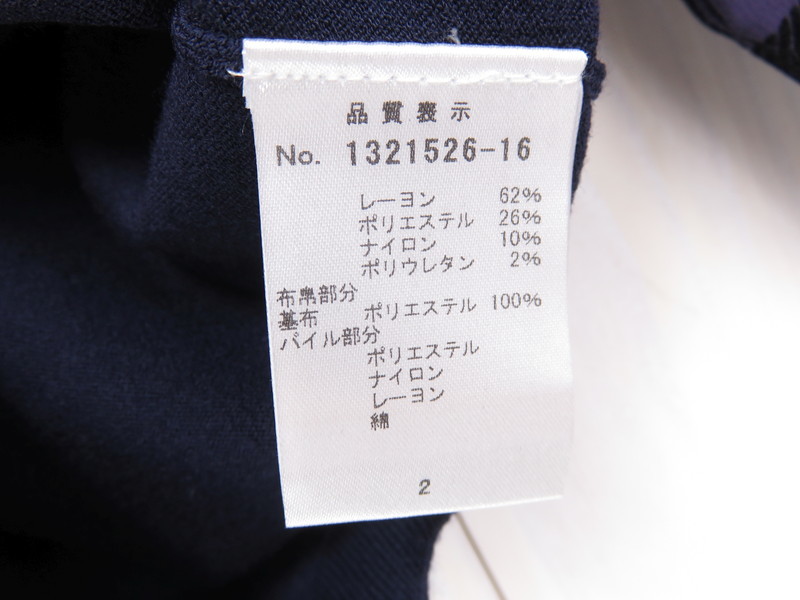 品質表示
No. 1321526-16
レーヨン 62%
ポリエステル 26%
ナイロン 10%
ポリウレタン 2%
布帛部分
基布 ポリエステル 100%
パイル部分
ポリエステル
ナイロン
レーヨン
綿
2